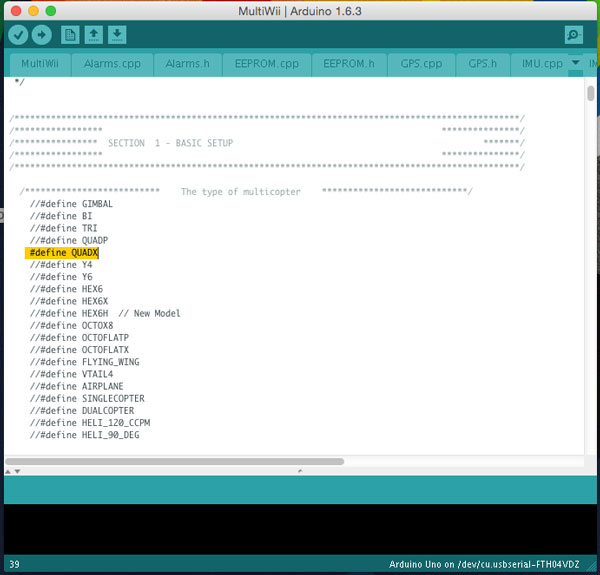 MultiWii | Arduino 1.6.3
MultiWii Alarms.cpp Alarms.h EEPROM.cpp EEPROM.h GPS.cpp GPS.h IMU.cpp IM
*/
/*************************************************************************************************/
/***************** ***************/
/***************** SECTION 1 - BASIC SETUP *******/
/***************** ***************/
/*************************************************************************************************/
/************************** The type of multicopter ****************************/
//#define GIMBAL
//#define BI
//#define TRI
//#define QUADP
#define QUADX
//#define Y4
//#define Y6
//#define HEX6
//#define HEX6X
//#define HEX6H // New Model
//#define OCTOX8
//#define OCTOFLATP
//#define OCTOFLATX
//#define FLYING_WING
//#define VTAIL4
//#define AIRPLANE
//#define SINGLECOPTER
//#define DUALCOPTER
//#define HELI_120_CCPM
//#define HELI_90_DEG
39 Arduino Uno on /dev/cu.usbserial-FTH04VDZ